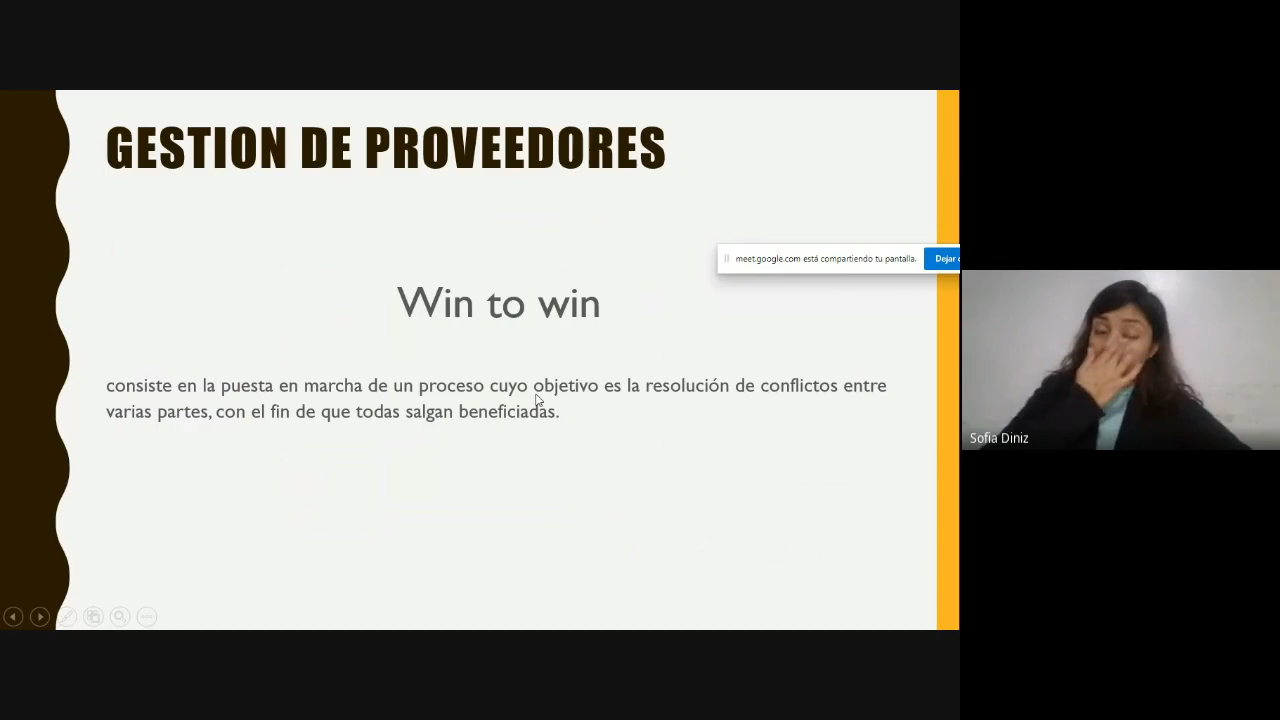 GESTION DE PROVEEDORES
meet.google.com está compartiendo tu pantalla.
Dejar
Win to win
consiste en la puesta en marcha de un proceso cuyo objetivo es la resolución de conflictos entre
varias partes, con el fin de que todas salgan beneficiadas.
Sofia Diniz